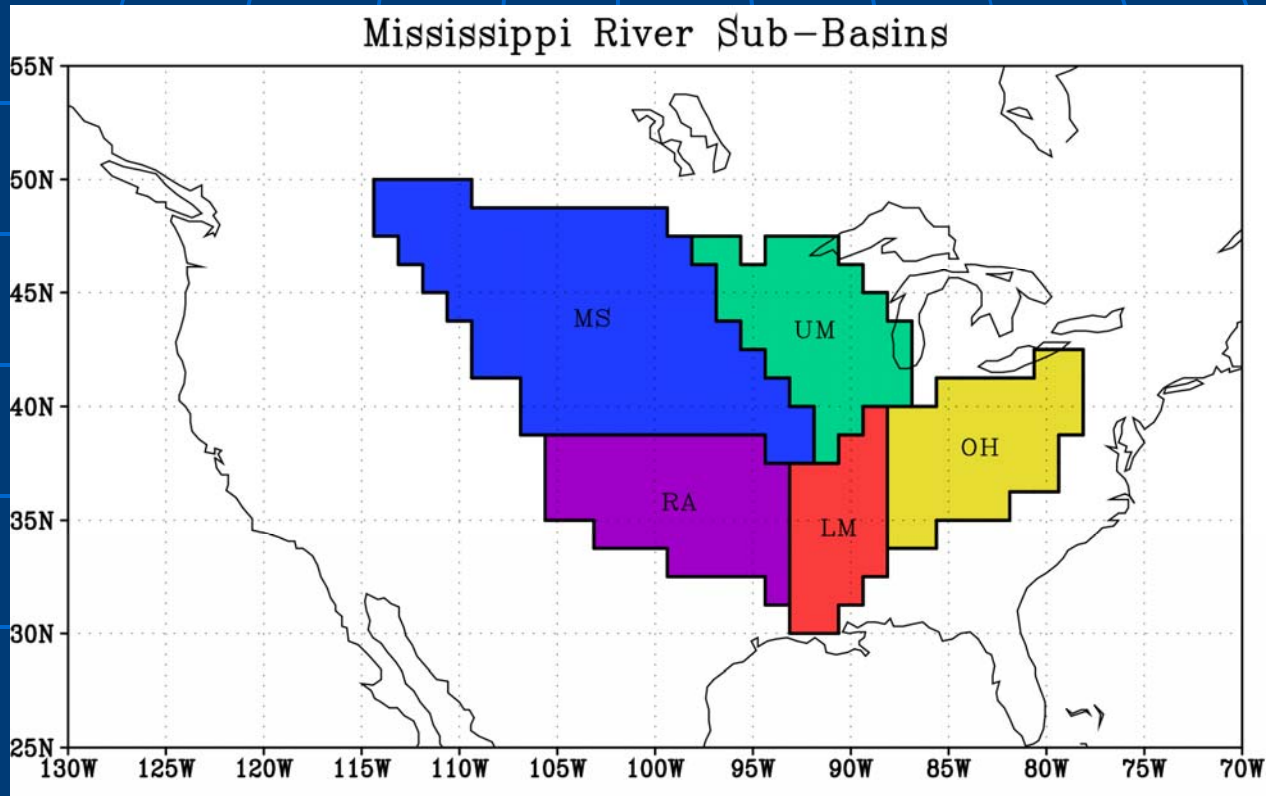 Mississippi River Sub-Basins
55N
50N
45N
40N
35N
30N
25N
MS
UM
OH
RA
LM
130W 125W 120W 115W 110W 105W 100W 95W 90W 85W 80W 75W 70W